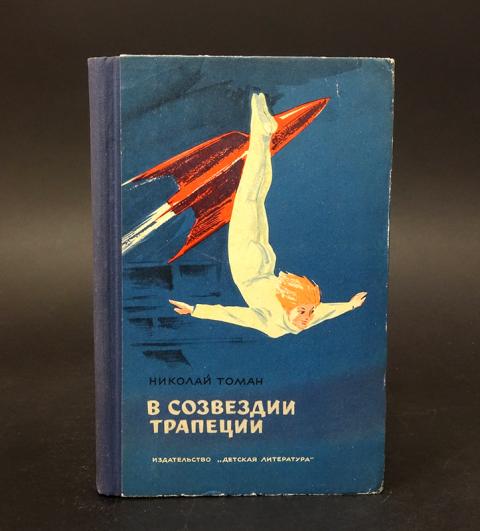 НИКОЛАЙ ТОМАН
В СОЗВЕЗДИИ
ТРАПЕЦИИ
ИЗДАТЕЛЬСТВО „ДЕТСКАЯ ЛИТЕРАТУРА"